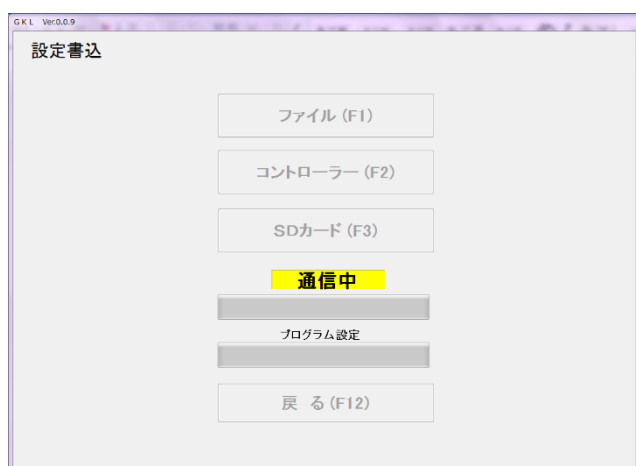 GKL Ver.0.0.9
設定書込
ファイル (F1)
コントローラー (F2)
SDカード (F3)
通信中
プログラム設定
戻 る (F12)